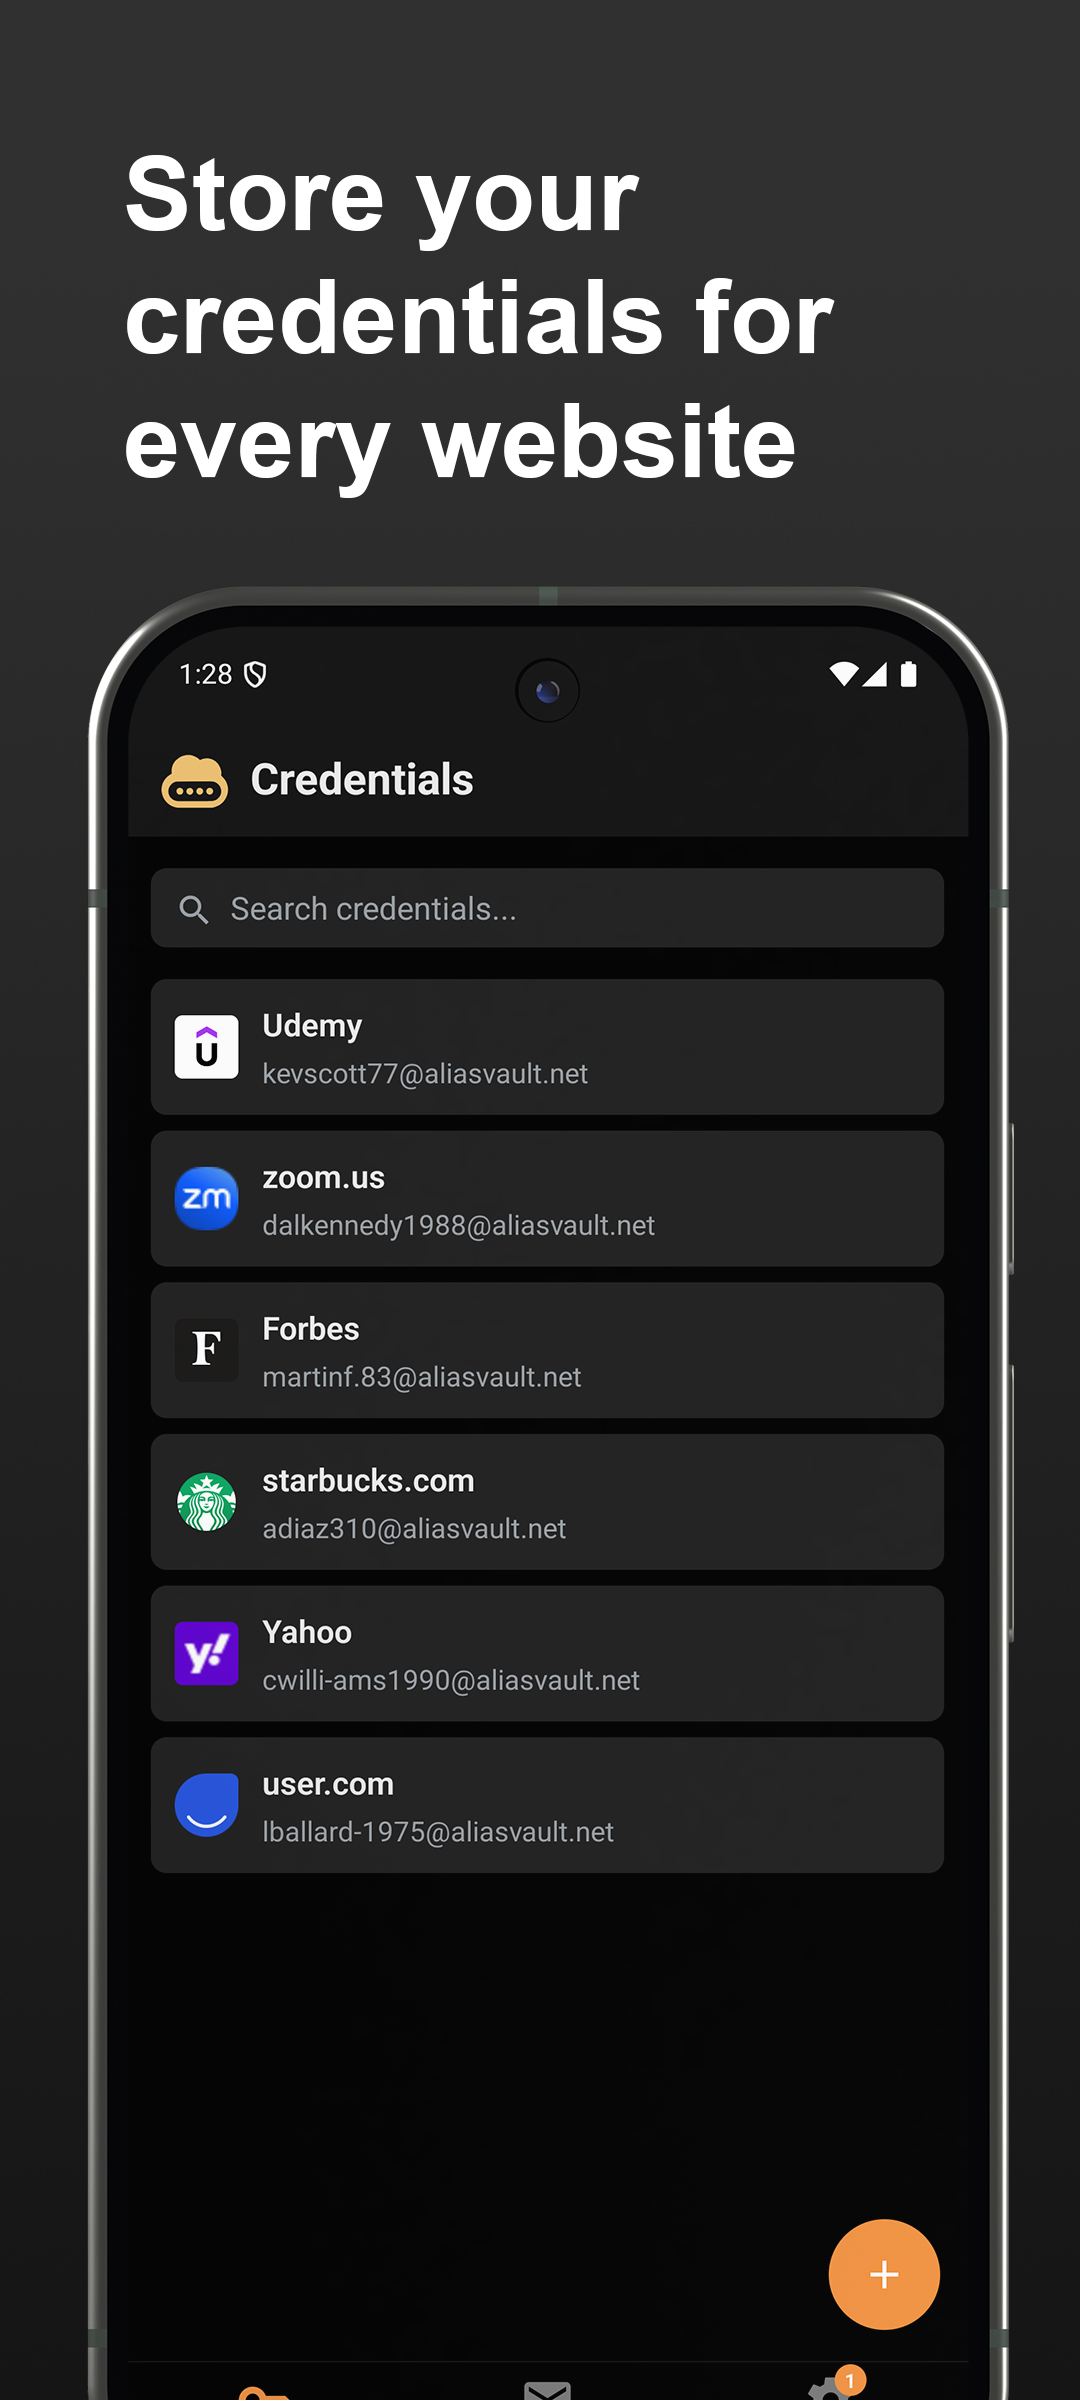 Store your
credentials for
every website
1:28
Credentials
Search credentials...
Udemy
kevscott77@aliasvault.net
zm
zoom.us
dalkennedy1988@aliasvault.net
F
Forbes
martinf.83@aliasvault.net
starbucks.com
adiaz310@aliasvault.net
y!
Yahoo
cwilli-ams1990@aliasvault.net
user.com
lballard-1975@aliasvault.net
+
1